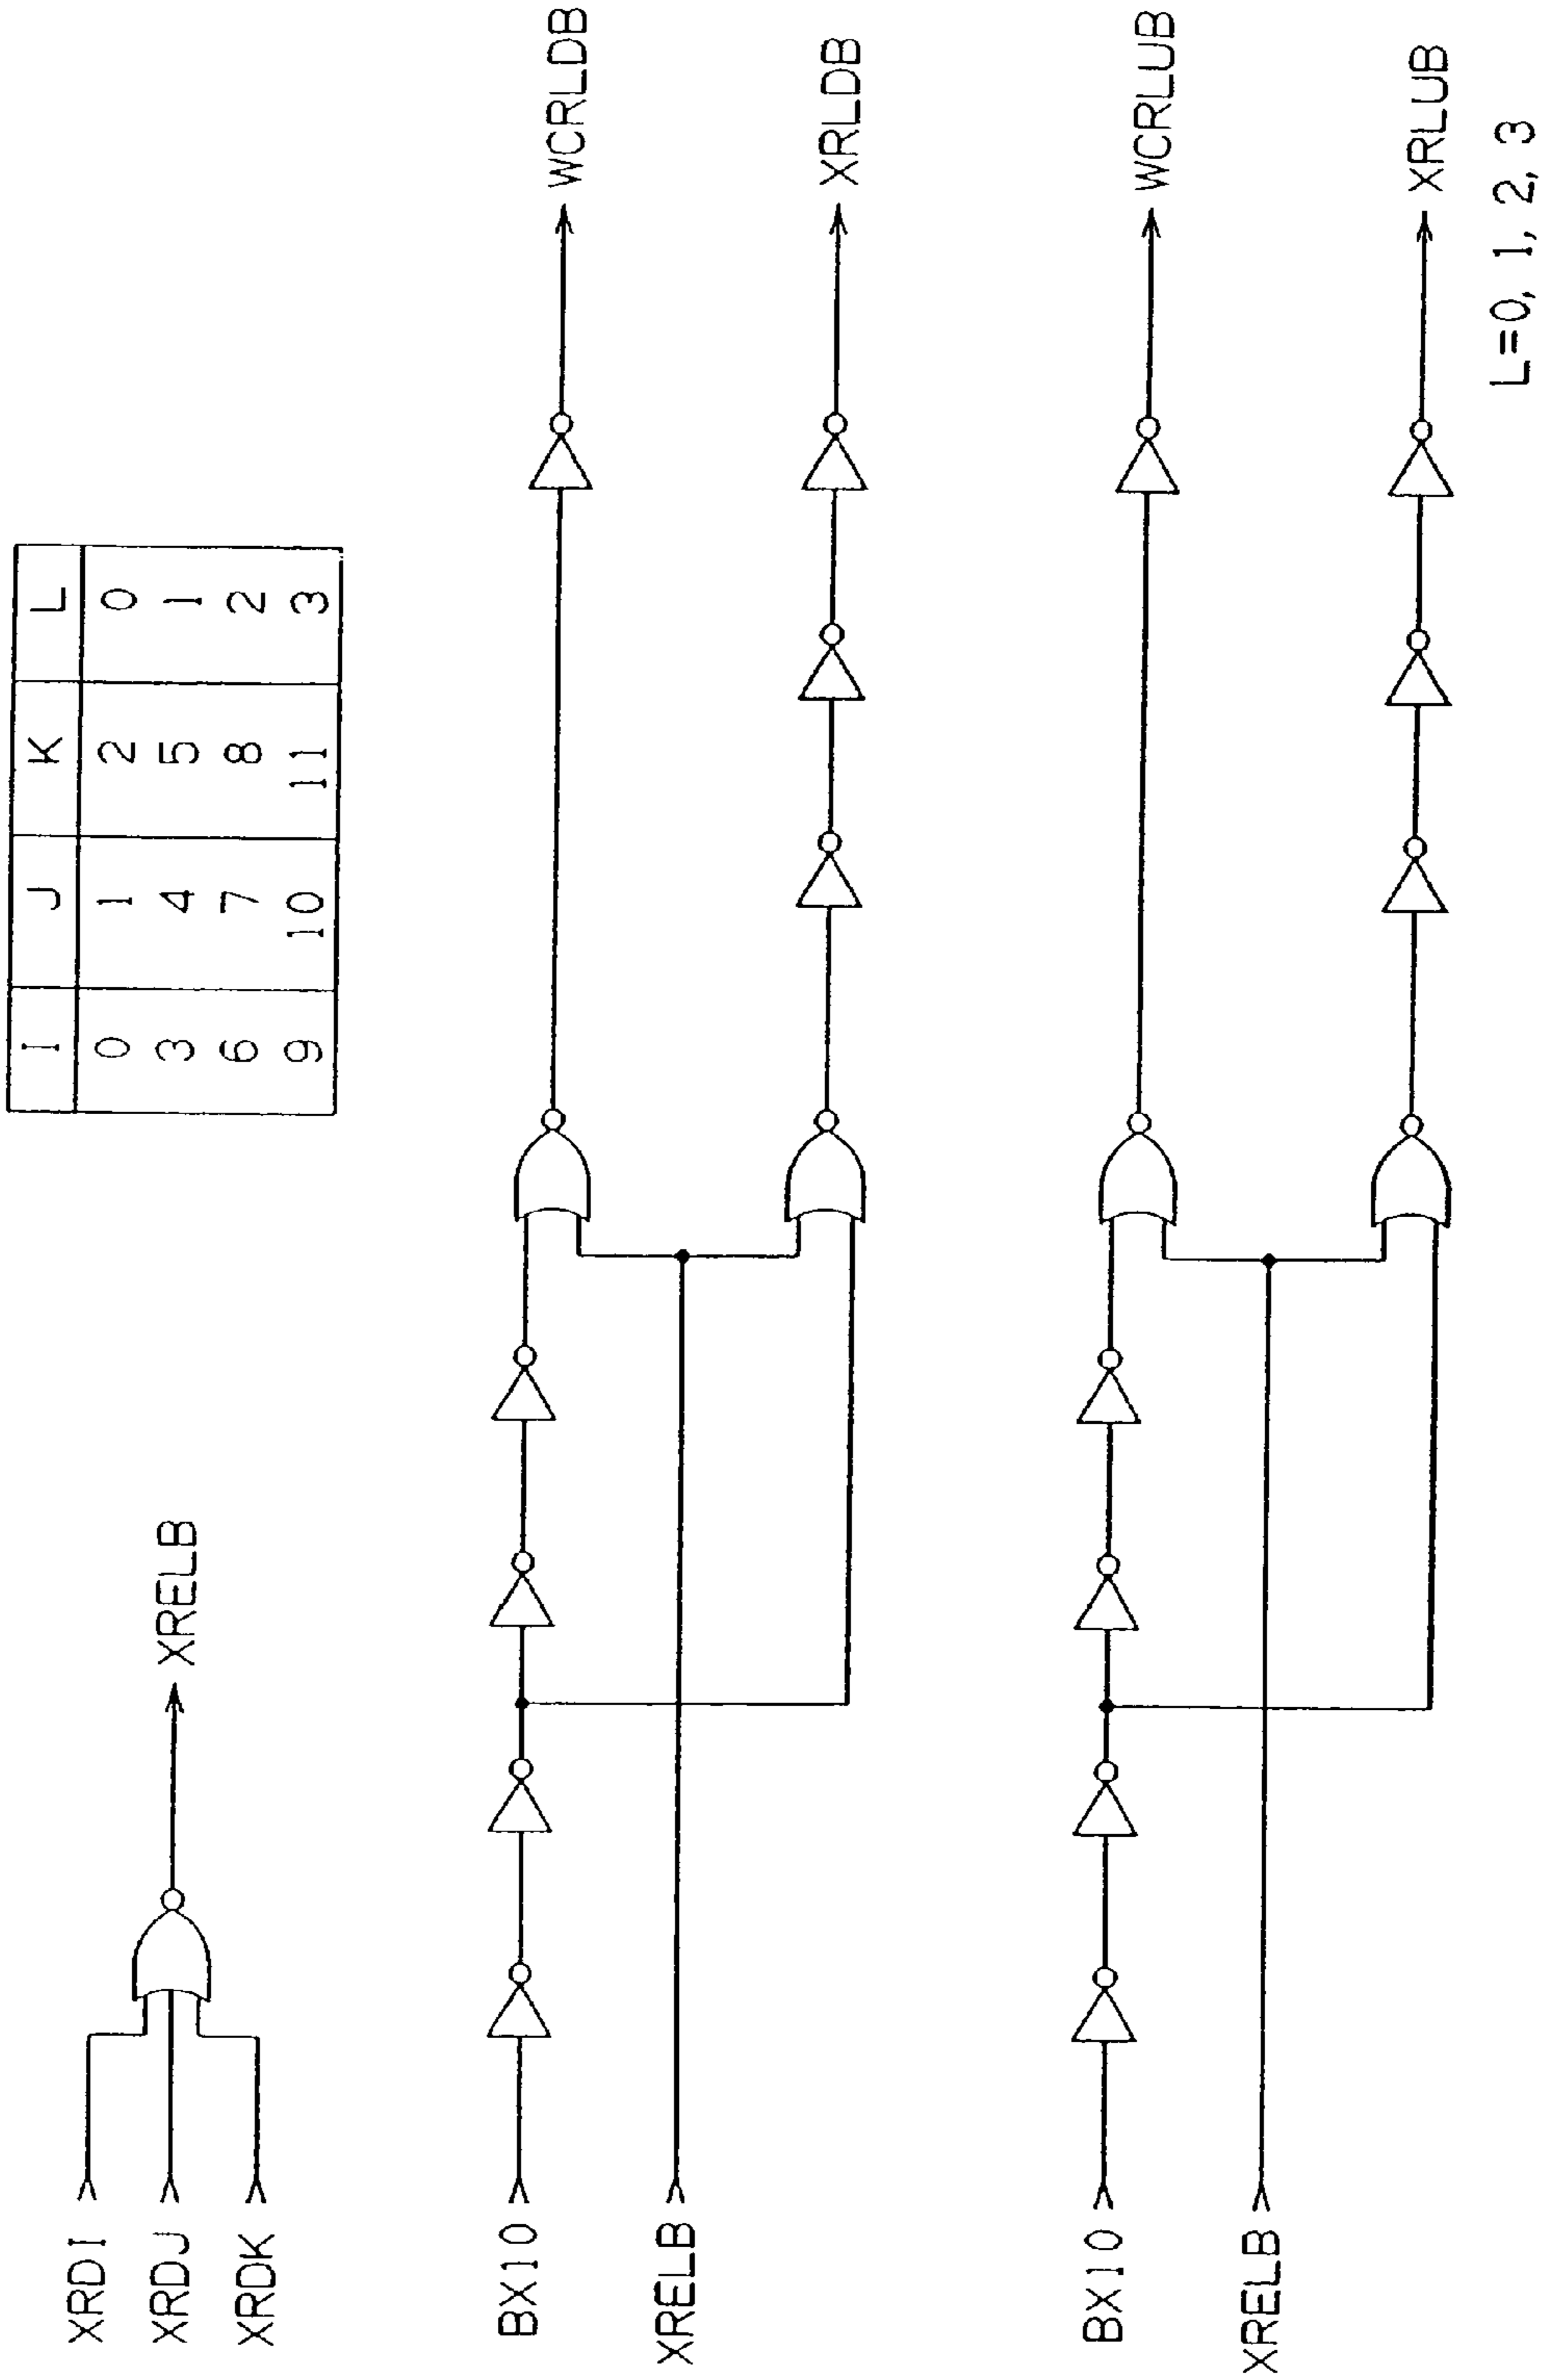 XRDI
XRDJ
XRDK
XRELB
I J K L
0 1 2 0
3 4 5 1
6 7 8 2
9 10 11 3
BX10
XRELB
WCRLDB
XRLDB
BX10
XRELB
WCRLUB
XRLUB
L=0, 1, 2, 3